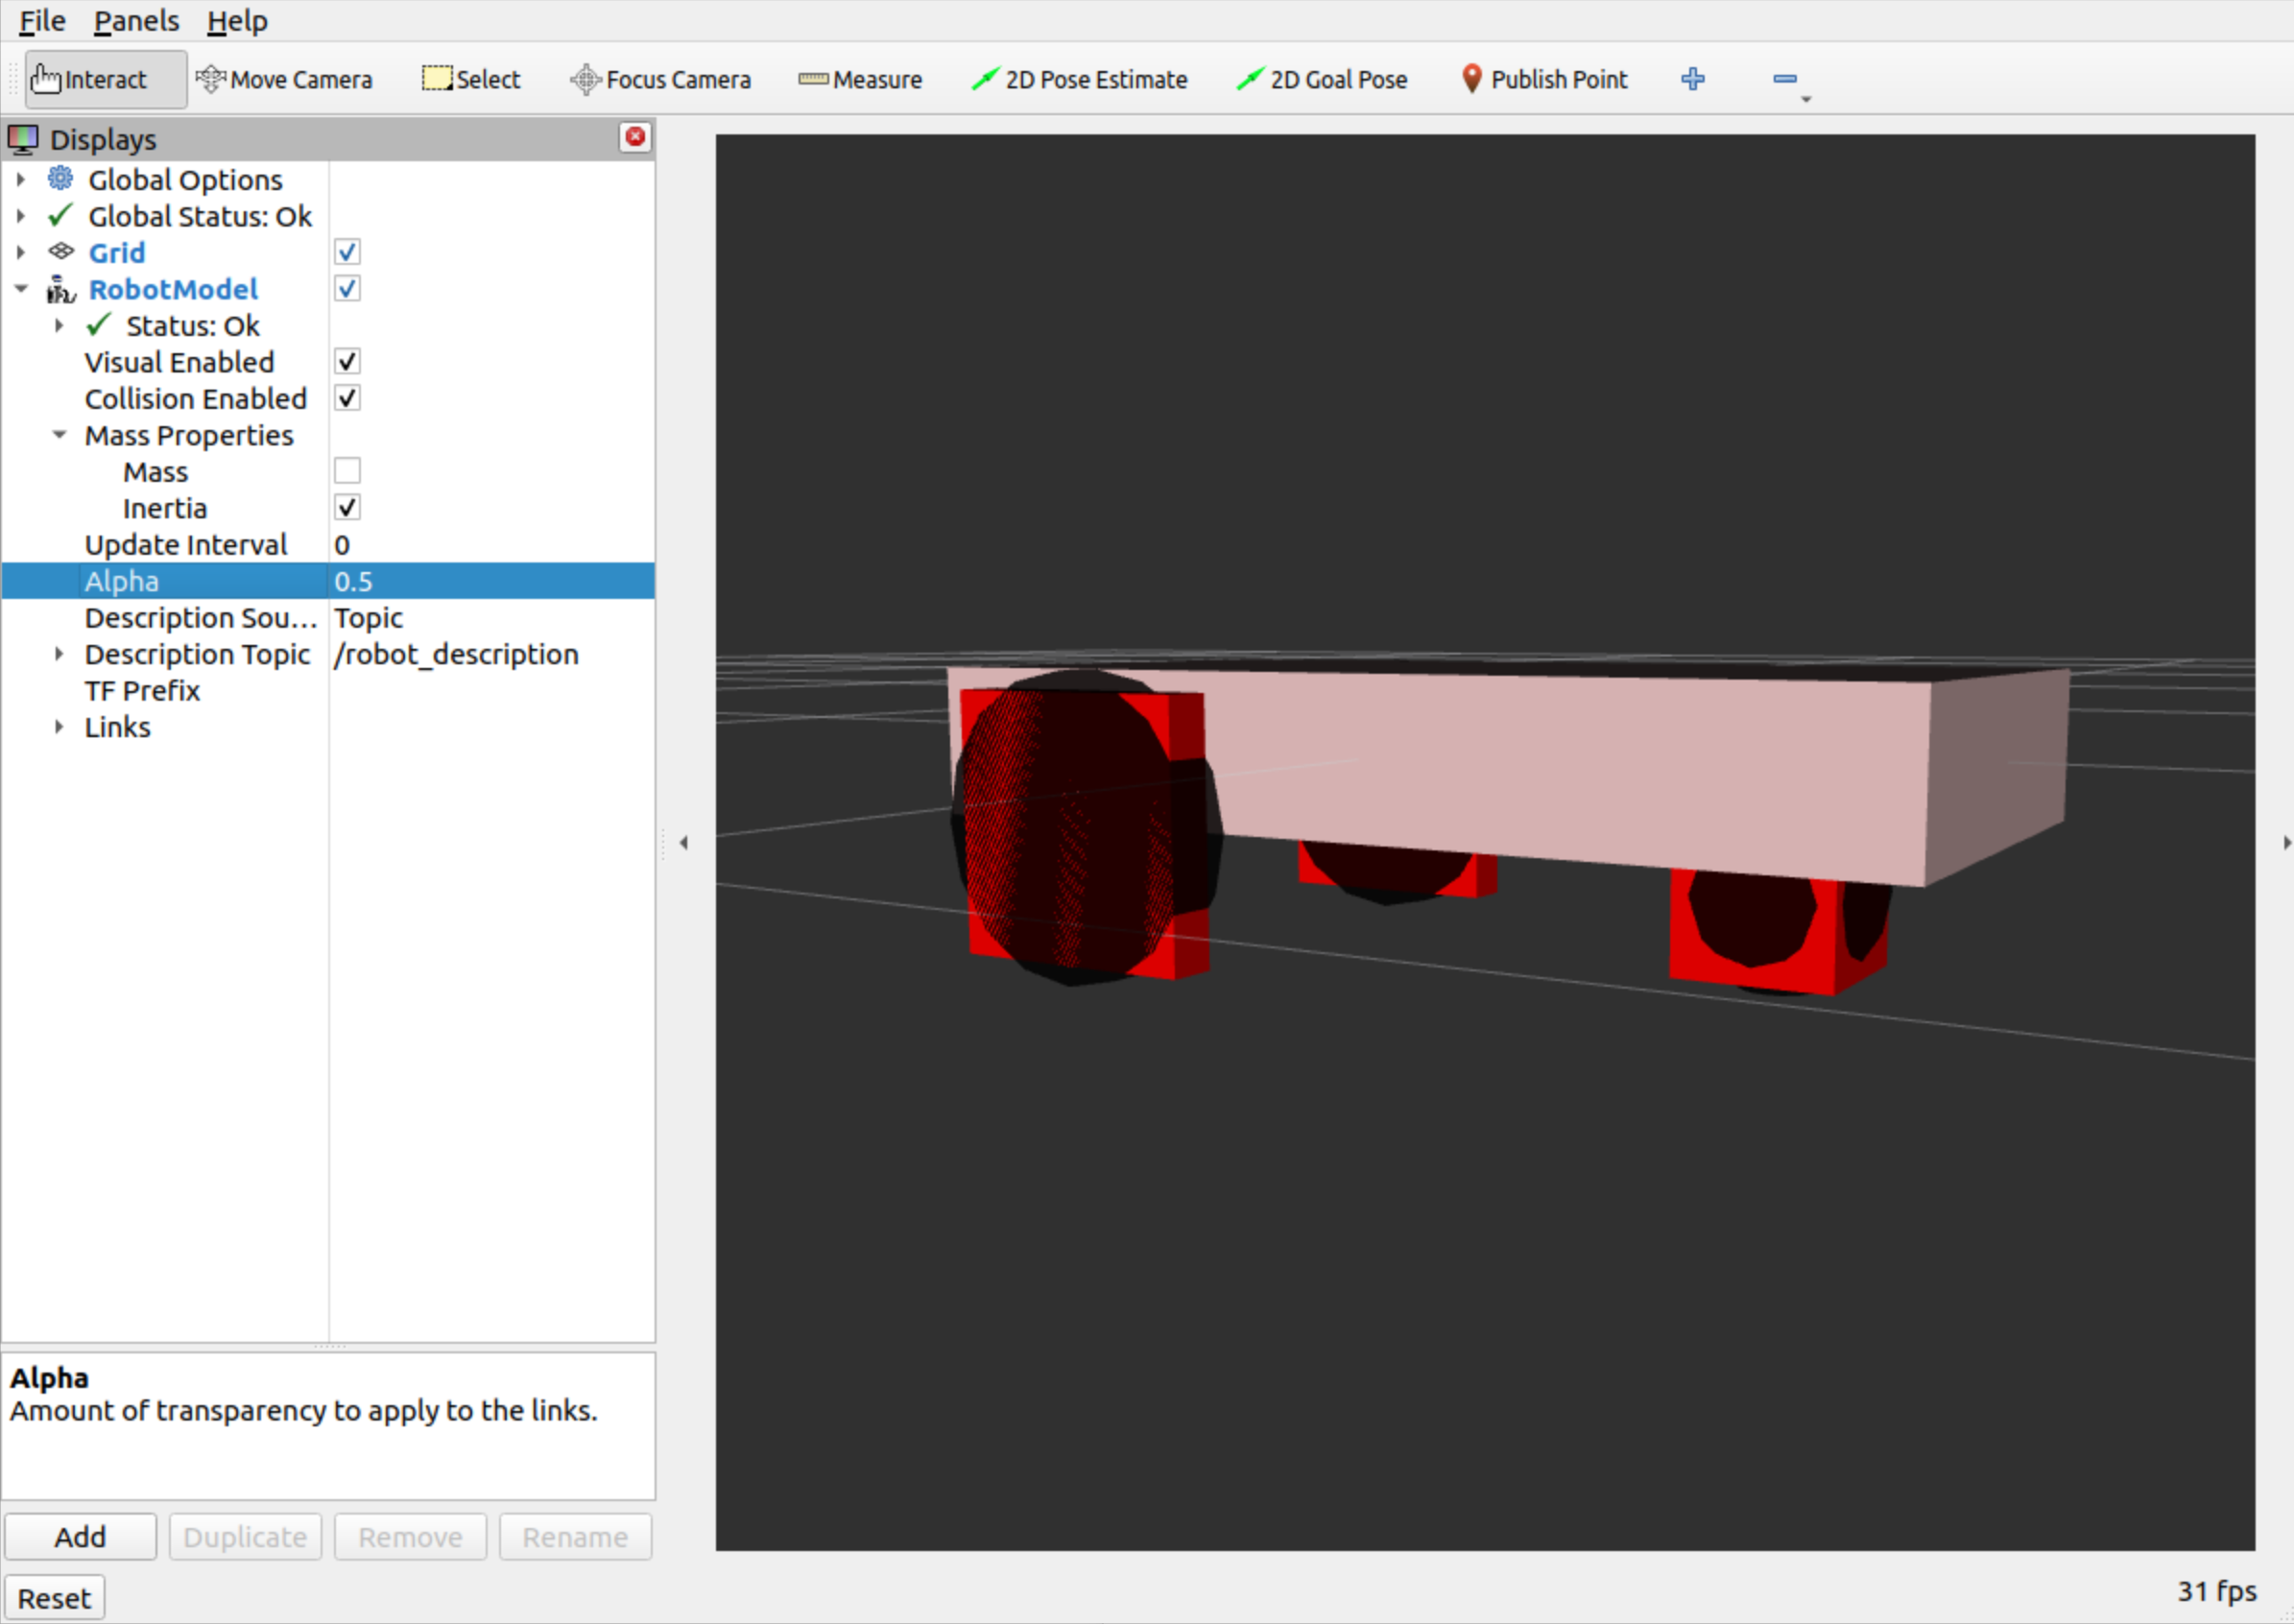 File Panels Help
Interact Move Camera Select Focus Camera Measure 2D Pose Estimate 2D Goal Pose Publish Point
Displays
Global Options
Global Status: Ok
Grid
RobotModel
Status: Ok
Visual Enabled
Collision Enabled
Mass Properties
Mass
Inertia
Update Interval 0
Alpha 0.5
Description Sou... Topic
Description Topic /robot_description
TF Prefix
Links
Alpha
Amount of transparency to apply to the links.
Add Duplicate Remove Rename
Reset 31 fps